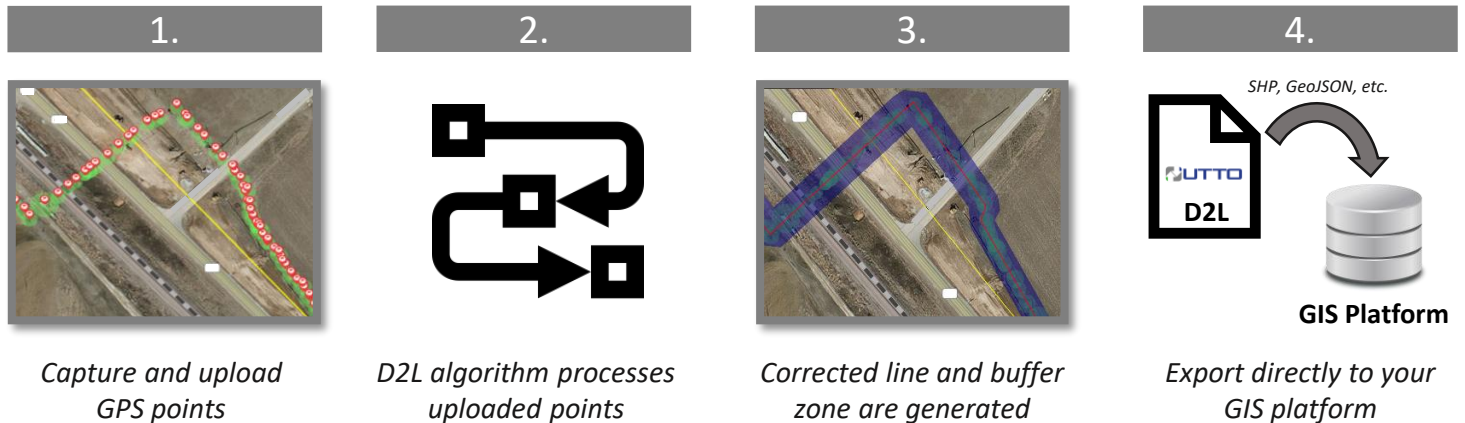 1.
2.
3.
4.
SHP, GeoJSON, etc.
UTTO
D2L
GIS Platform
Capture and upload
GPS points
D2L algorithm processes
uploaded points
Corrected line and buffer
zone are generated
Export directly to your
GIS platform